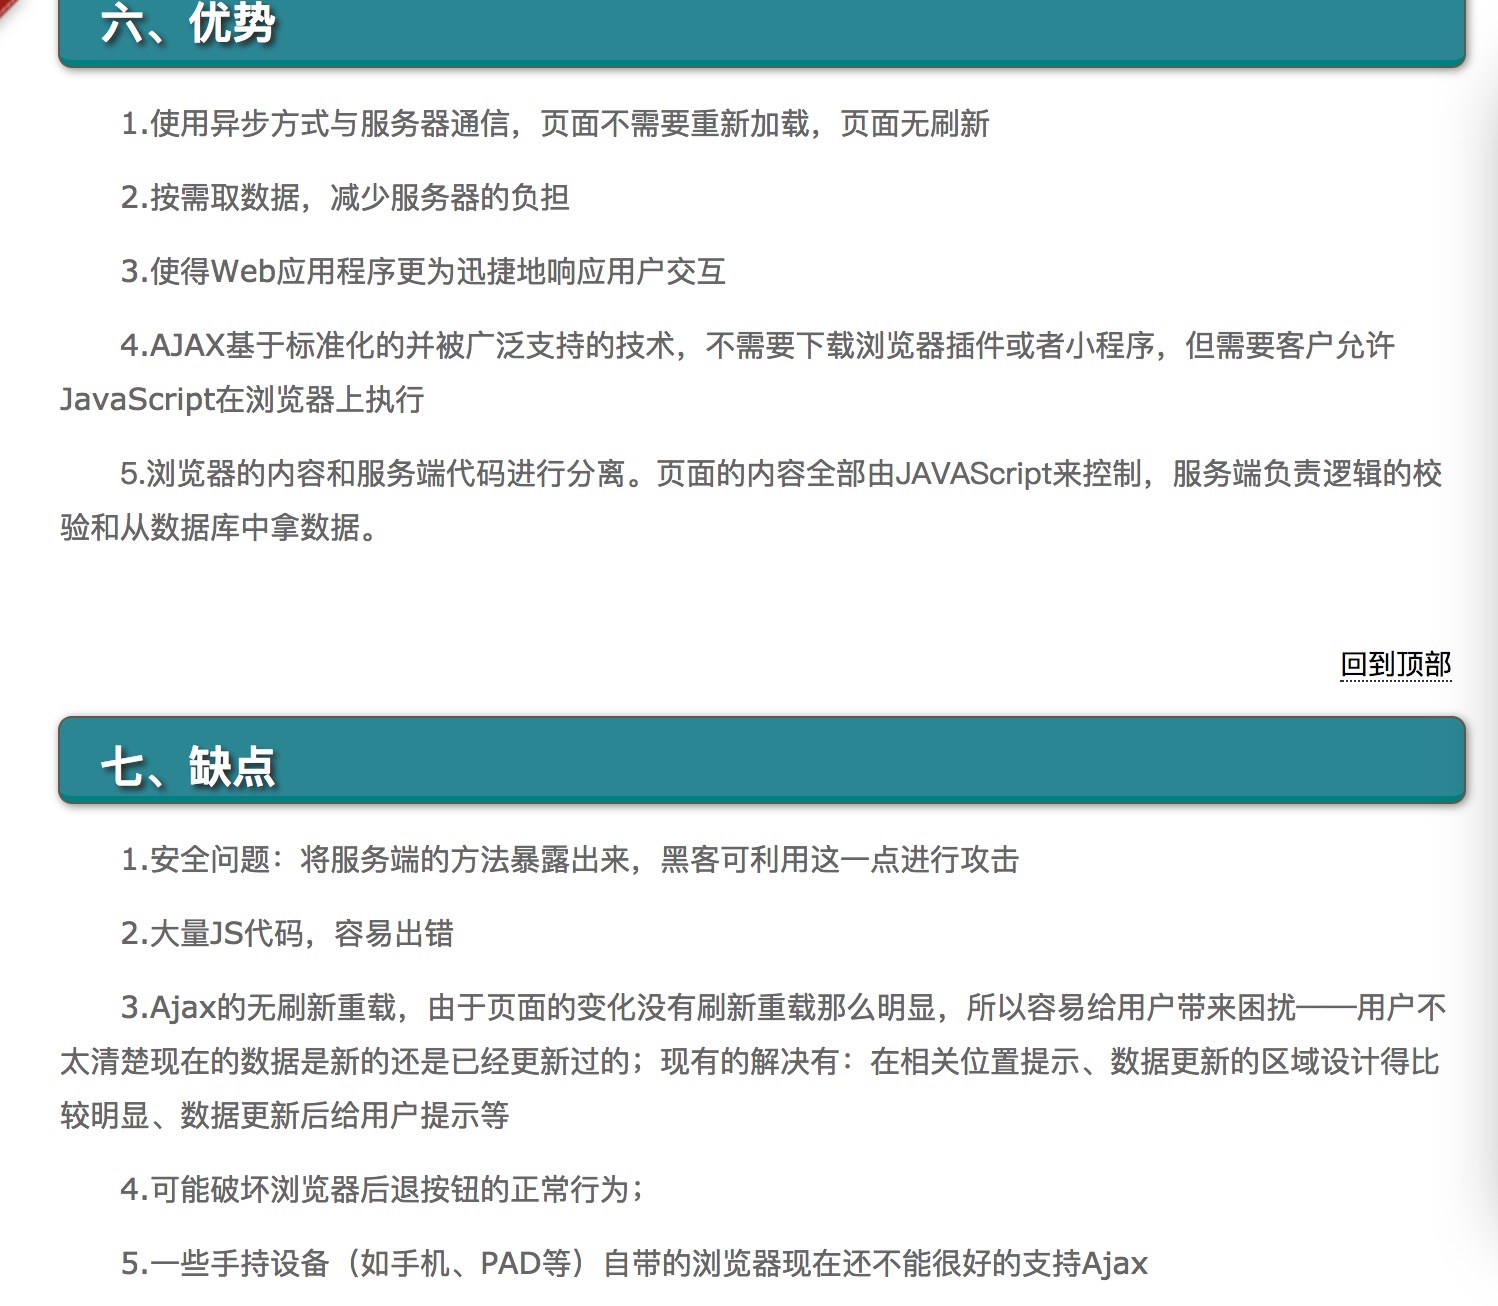 六、优势
1.使用异步方式与服务器通信，页面不需要重新加载，页面无刷新
2.按需取数据，减少服务器的负担
3.使得Web应用程序更为迅捷地响应用户交互
4.AJAX基于标准化的并被广泛支持的技术，不需要下载浏览器插件或者小程序，但需要客户允许
JavaScript在浏览器上执行
5.浏览器的内容和服务端代码进行分离。页面的内容全部由JAVAScript来控制，服务端负责逻辑的校
验和从数据库中拿数据。
回到顶部
七、缺点
1.安全问题：将服务端的方法暴露出来，黑客可利用这一点进行攻击
2.大量JS代码，容易出错
3.Ajax的无刷新重载，由于页面的变化没有刷新重载那么明显，所以容易给用户带来困扰——用户不
太清楚现在的数据是新的还是已经更新过的；现有的解决有：在相关位置提示、数据更新的区域设计得比
较明显、数据更新后给用户提示等
4.可能破坏浏览器后退按钮的正常行为；
5.一些手持设备（如手机、PAD等）自带的浏览器现在还不能很好的支持Ajax